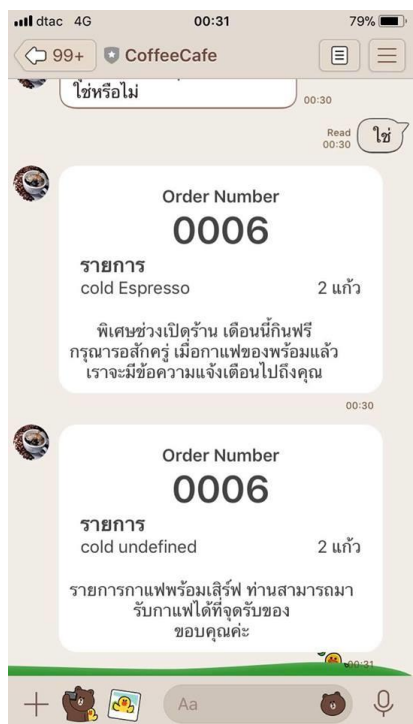 dtac 4G 00:31 79%
99+ CoffeeCafe
ใช่หรือไม่
00:30
Read
00:30
ใช่
Order Number
0006
รายการ
cold Espresso 2 แก้ว
พิเศษช่วงเปิดร้าน เดือนนี้กินฟรี
กรุณารอสักครู่ เมื่อกาแฟของพร้อมแล้ว
เราจะมีข้อความแจ้งเตือนไปถึงคุณ
00:30
Order Number
0006
รายการ
cold undefined 2 แก้ว
รายการกาแฟพร้อมเสิร์ฟ ท่านสามารถมา
รับกาแฟได้ที่จุดรับของ
ขอบคุณค่ะ
00:31
Aa